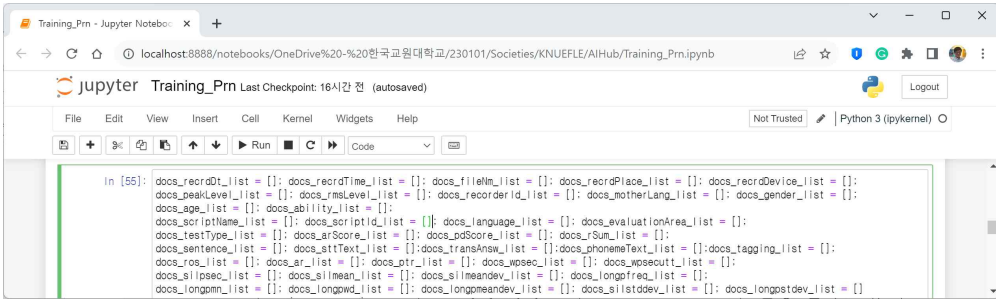 Training_Prn - Jupyter Noteboo
localhost:8888/notebooks/OneDrive%20-%20한국교원대학교/230101/Societies/KNUEFLE/AIHub/Training_Prn.ipynb
jupyter Training_Prn Last Checkpoint: 16시간 전 (autosaved)
Logout
File Edit View Insert Cell Kernel Widgets Help
Not Trusted Python 3 (ipykernel)
Run Code
In [55]: docs_recrdDt_list = []; docs_recrdTime_list = []; docs_fileNm_list = []; docs_recrdPlace_list = []; docs_recrdDevice_list = [];
docs_peakLevel_list = []; docs_rmsLevel_list = []; docs_recorderId_list = []; docs_motherLang_list = []; docs_gender_list = [];
docs_age_list = []; docs_ability_list = [];
docs_scriptName_list = []; docs_scriptId_list = []; docs_language_list = []; docs_evaluationArea_list = [];
docs_testType_list = []; docs_arScore_list = []; docs_pdScore_list = []; docs_rSum_list = [];
docs_sentence_list = []; docs_sttText_list = [];docs_transAnsw_list = [];docs_phonemeText_list = [];docs_tagging_list = [];
docs_ros_list = []; docs_ar_list = []; docs_ptr_list = []; docs_wpsec_list = []; docs_wpsecutt_list = [];
docs_silpsec_list = []; docs_silmean_list = []; docs_silmeandev_list = []; docs_longpfreq_list = [];
docs_longpmn_list = []; docs_longpwd_list = []; docs_longpmeandev_list = []; docs_silstddev_list = []; docs_longpstdev_list = []